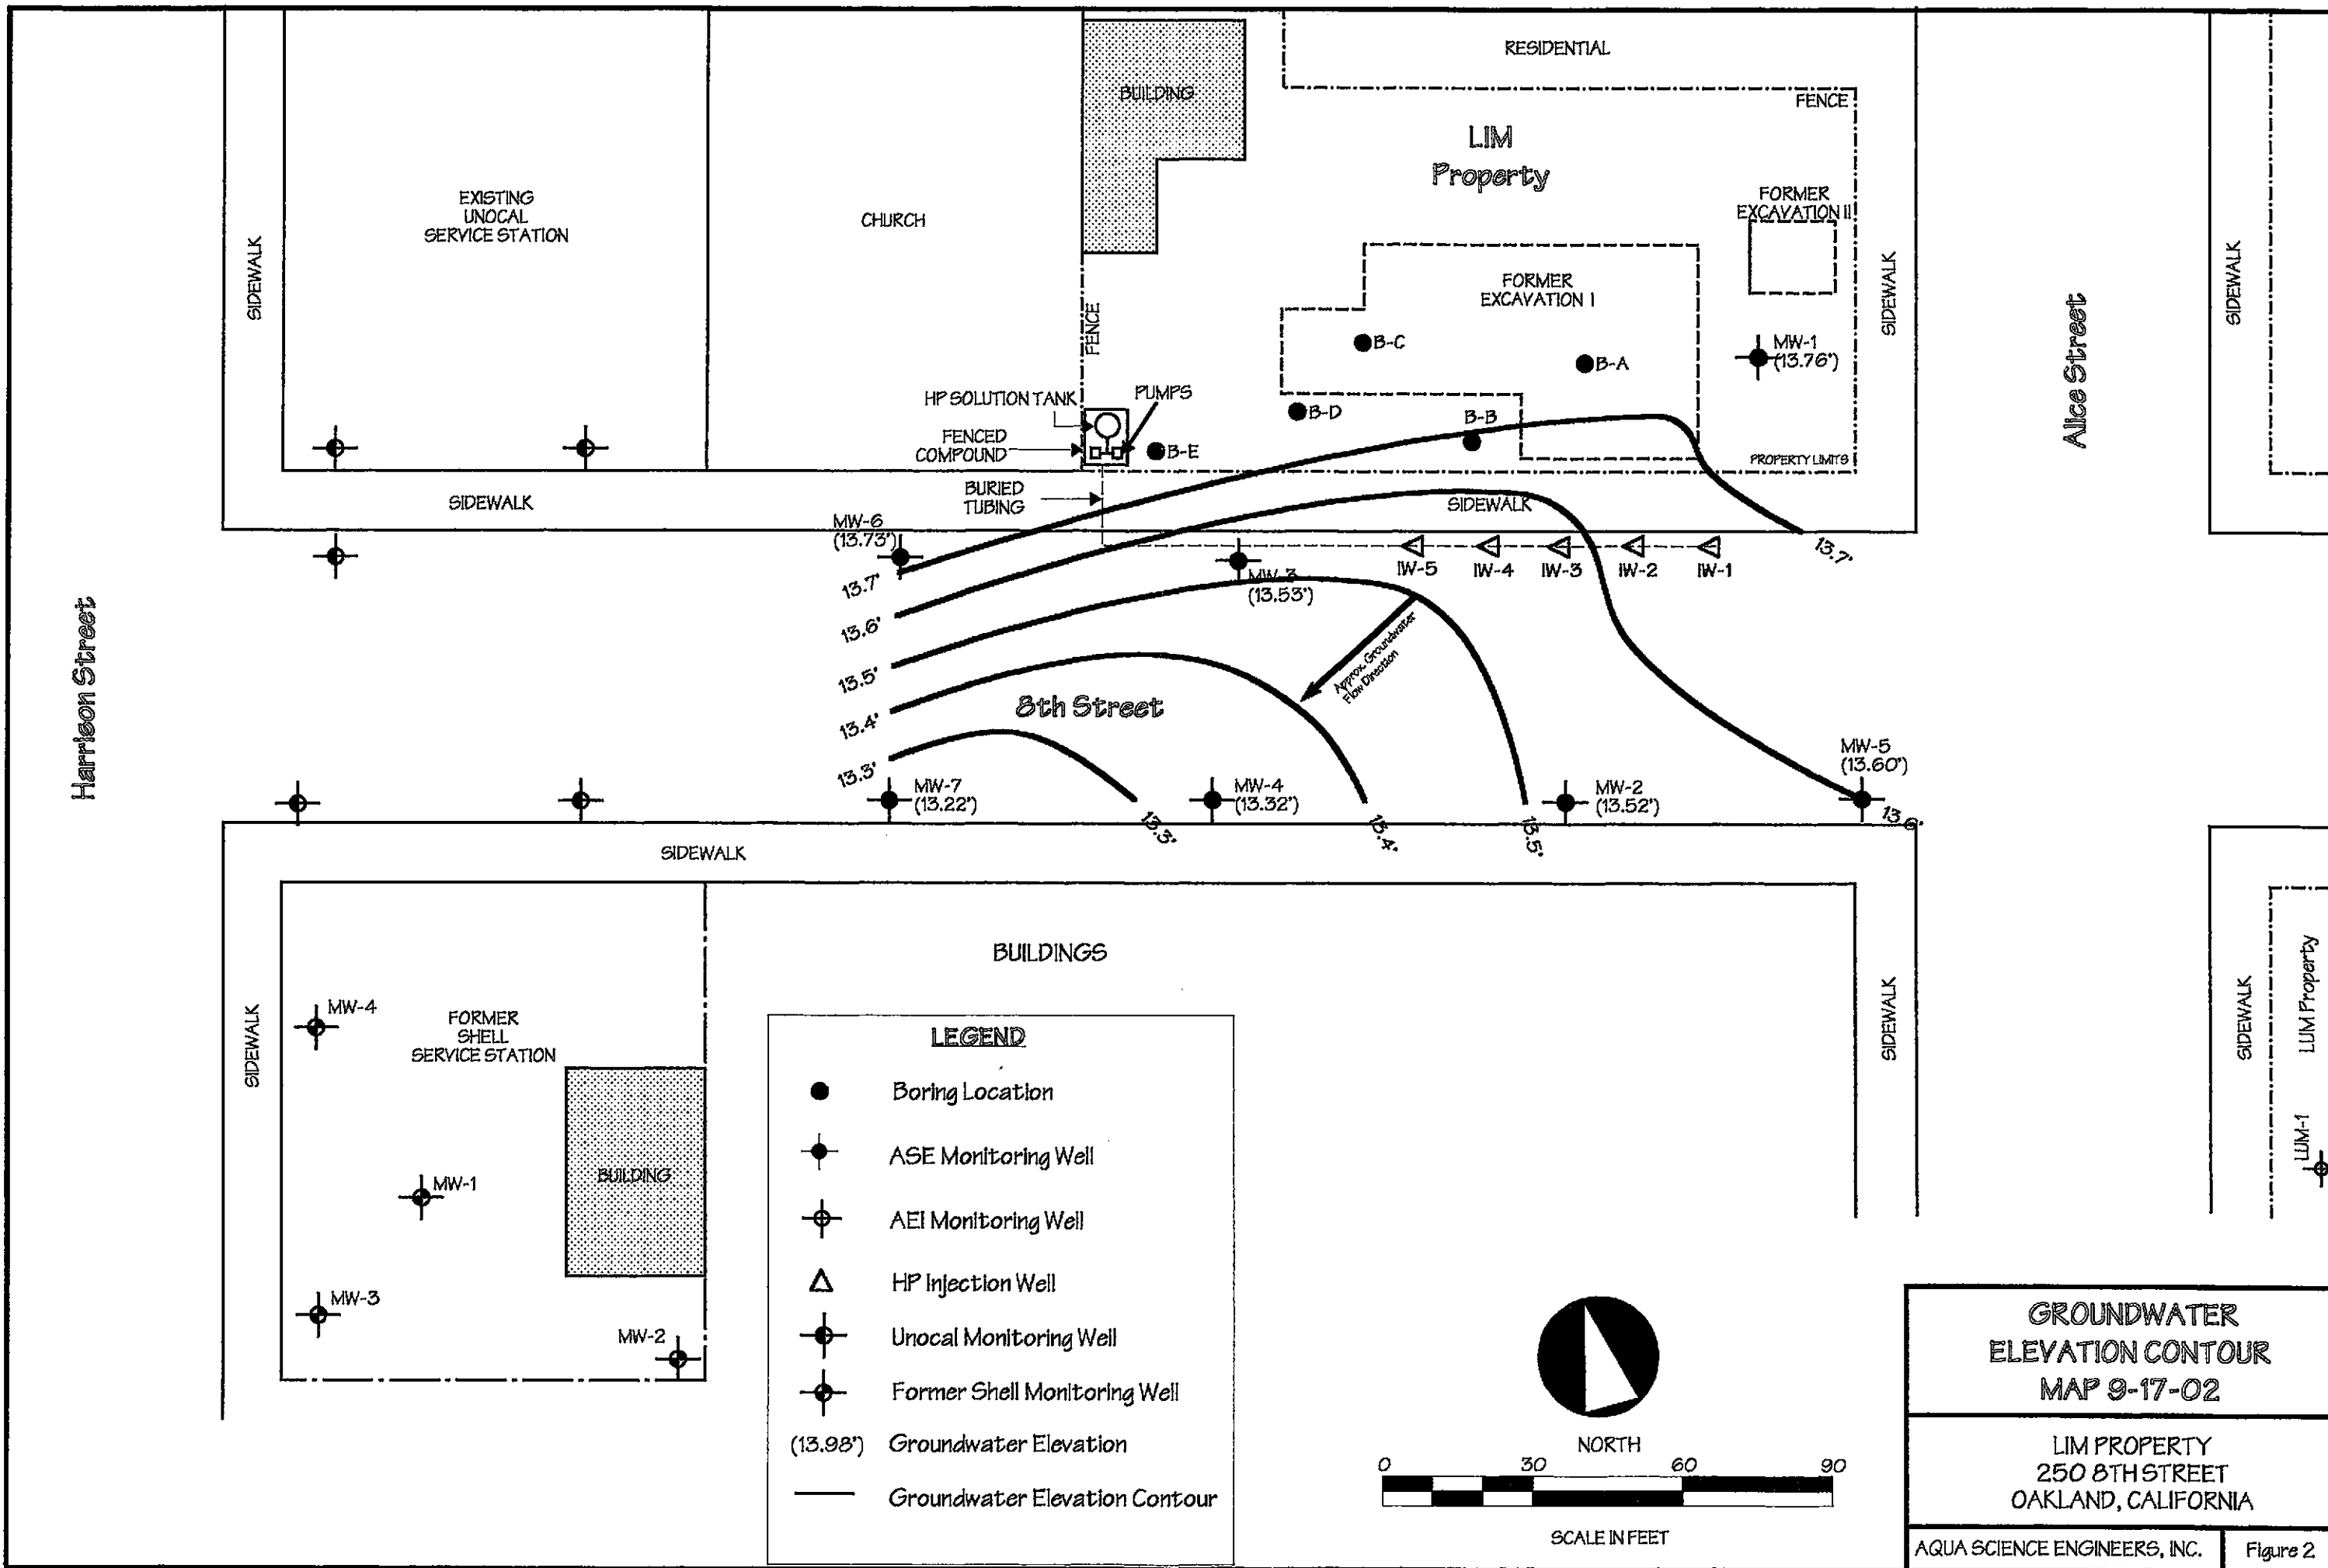 RESIDENTIAL
BUILDING
FENCE
LIM
Property
EXISTING
UNOCAL
SERVICE STATION
CHURCH
FORMER
EXCAVATION II
SIDEWALK
SIDEWALK
SIDEWALK
FORMER
EXCAVATION I
FENCE
Alice Street
B-C
B-A
MW-1
(13.76')
HP SOLUTION TANK
PUMPS
B-D
B-B
FENCED
COMPOUND
B-E
PROPERTY LIMITS
BURIED
TUBING
SIDEWALK
SIDEWALK
MW-6
(13.73')
13.7'
MW-3
(13.53')
IW-5
IW-4
IW-3
IW-2
IW-1
13.7'
13.6'
13.5'
13.4'
13.3'
Approx. Groundwater
Flow Direction
Harrison Street
8th Street
MW-7
(13.22')
MW-4
(13.32')
MW-2
(13.52')
MW-5
(13.60')
13.3'
13.4'
13.5'
13.6'
SIDEWALK
BUILDINGS
SIDEWALK
SIDEWALK
SIDEWALK
LUM Property
LUM-1
MW-4
FORMER
SHELL
SERVICE STATION
BUILDING
MW-1
MW-3
MW-2
LEGEND
Boring Location
ASE Monitoring Well
AEI Monitoring Well
HP Injection Well
Unocal Monitoring Well
Former Shell Monitoring Well
(13.98') Groundwater Elevation
Groundwater Elevation Contour
NORTH
0 30 60 90
SCALE IN FEET
GROUNDWATER
ELEVATION CONTOUR
MAP 9-17-02
LIM PROPERTY
250 8TH STREET
OAKLAND, CALIFORNIA
AQUA SCIENCE ENGINEERS, INC.
Figure 2